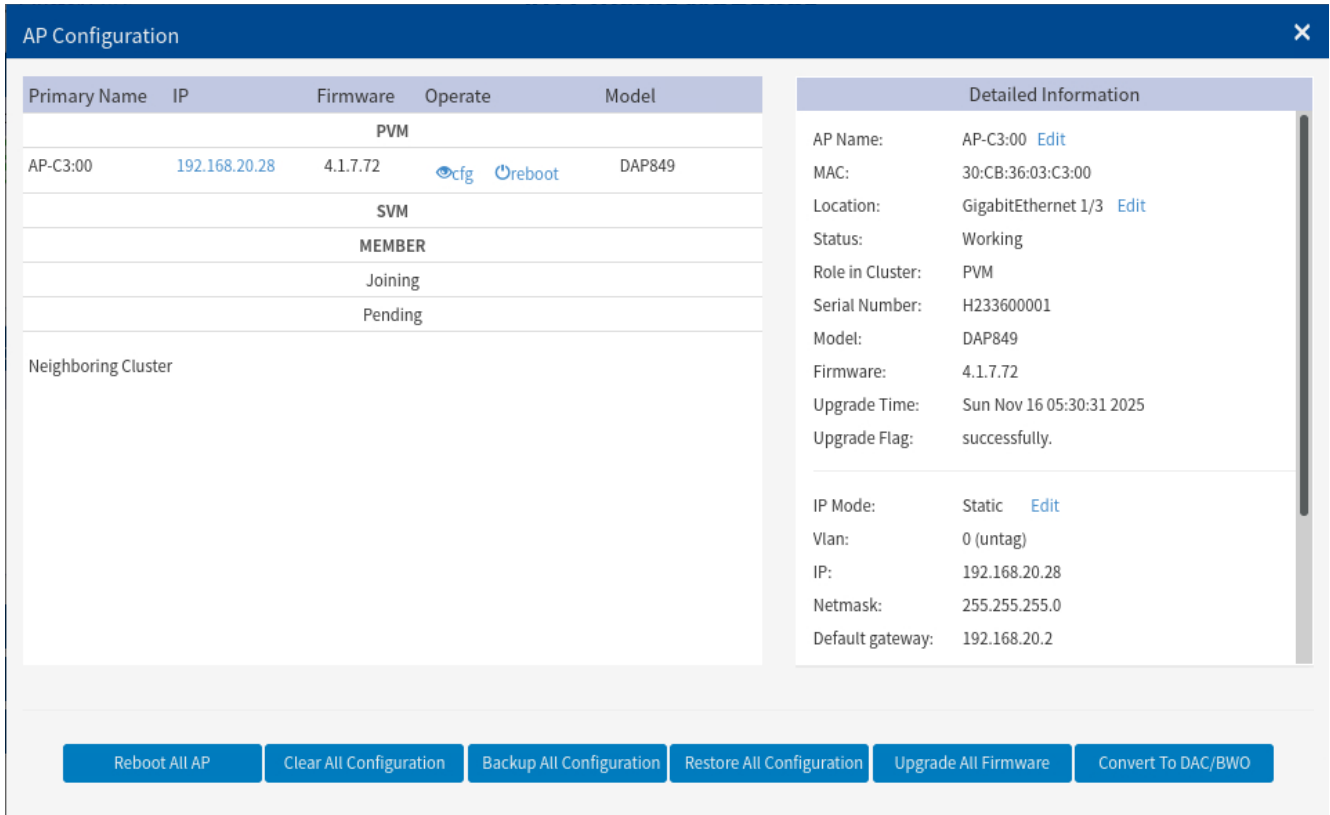 AP Configuration
Primary Name IP Firmware Operate Model
PVM
AP-C3:00 192.168.20.28 4.1.7.72 cfg reboot DAP849
SVM
MEMBER
Joining
Pending
Neighboring Cluster
Detailed Information
AP Name: AP-C3:00 Edit
MAC: 30:CB:36:03:C3:00
Location: GigabitEthernet 1/3 Edit
Status: Working
Role in Cluster: PVM
Serial Number: H233600001
Model: DAP849
Firmware: 4.1.7.72
Upgrade Time: Sun Nov 16 05:30:31 2025
Upgrade Flag: successfully.
IP Mode: Static Edit
Vlan: 0 (untag)
IP: 192.168.20.28
Netmask: 255.255.255.0
Default gateway: 192.168.20.2
Reboot All AP Clear All Configuration Backup All Configuration Restore All Configuration Upgrade All Firmware Convert To DAC/BWO